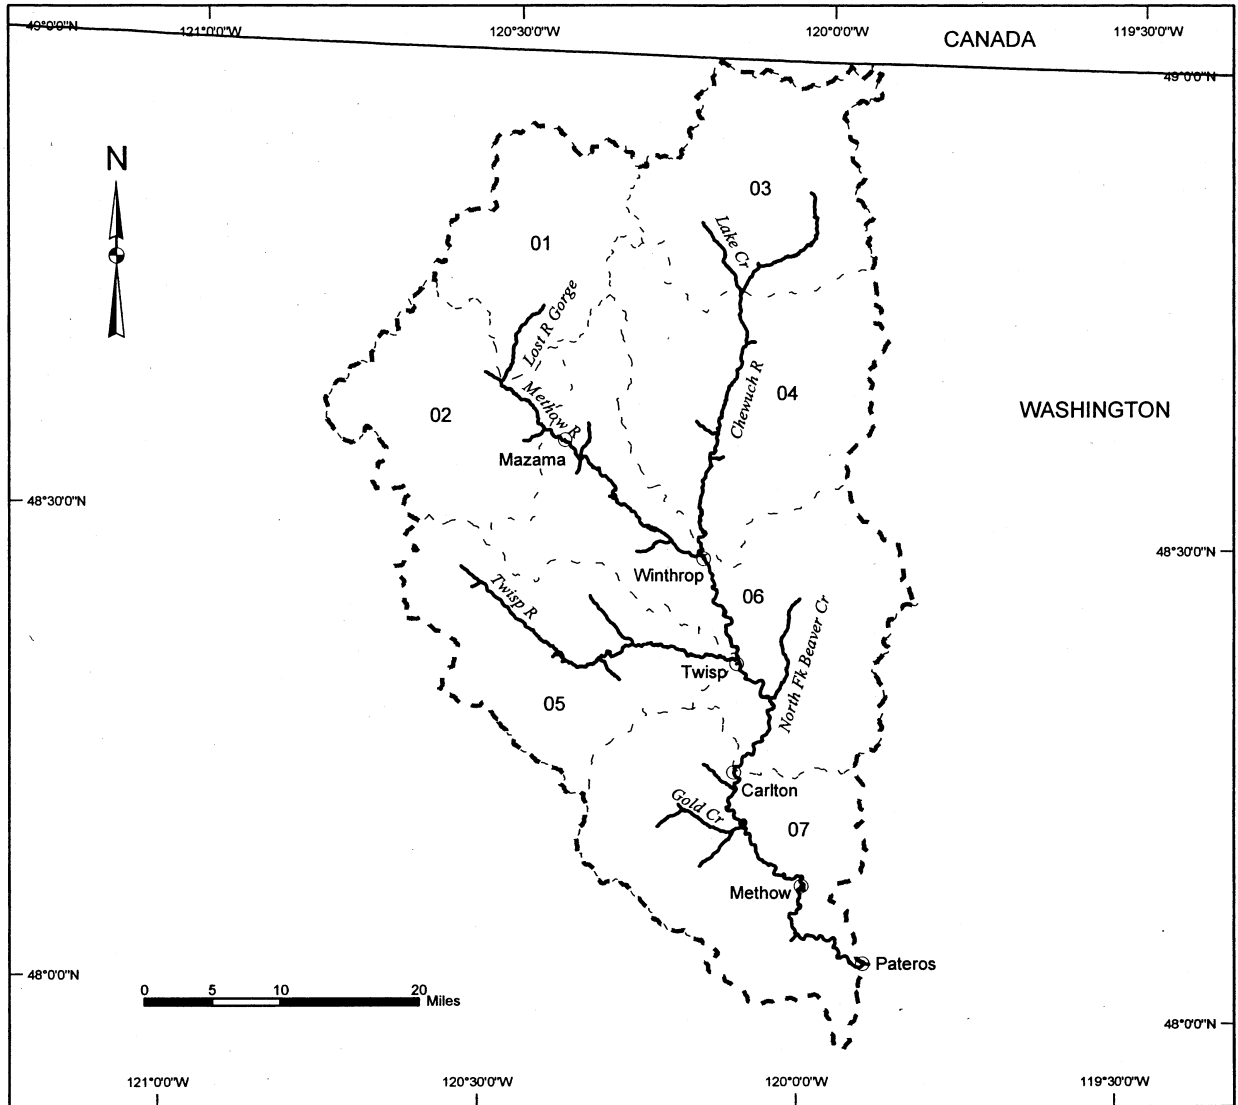 49°0'0"N
121°0'0"W
120°30'0"W
120°0'0"W
119°30'0"W
CANADA
49°0'0"N
N
03
01
Lake Cr
Lost R Gorge
Chewuch R
04
02
Methow R
WASHINGTON
Mazama
48°30'0"N
48°30'0"N
Winthrop
06
Twisp R
North Fk Beaver Cr
Twisp
05
Carlton
Gold Cr
07
Methow
Pateros
48°0'0"N
0 5 10 20
Miles
48°0'0"N
121°0'0"W
120°30'0"W
120°0'0"W
119°30'0"W